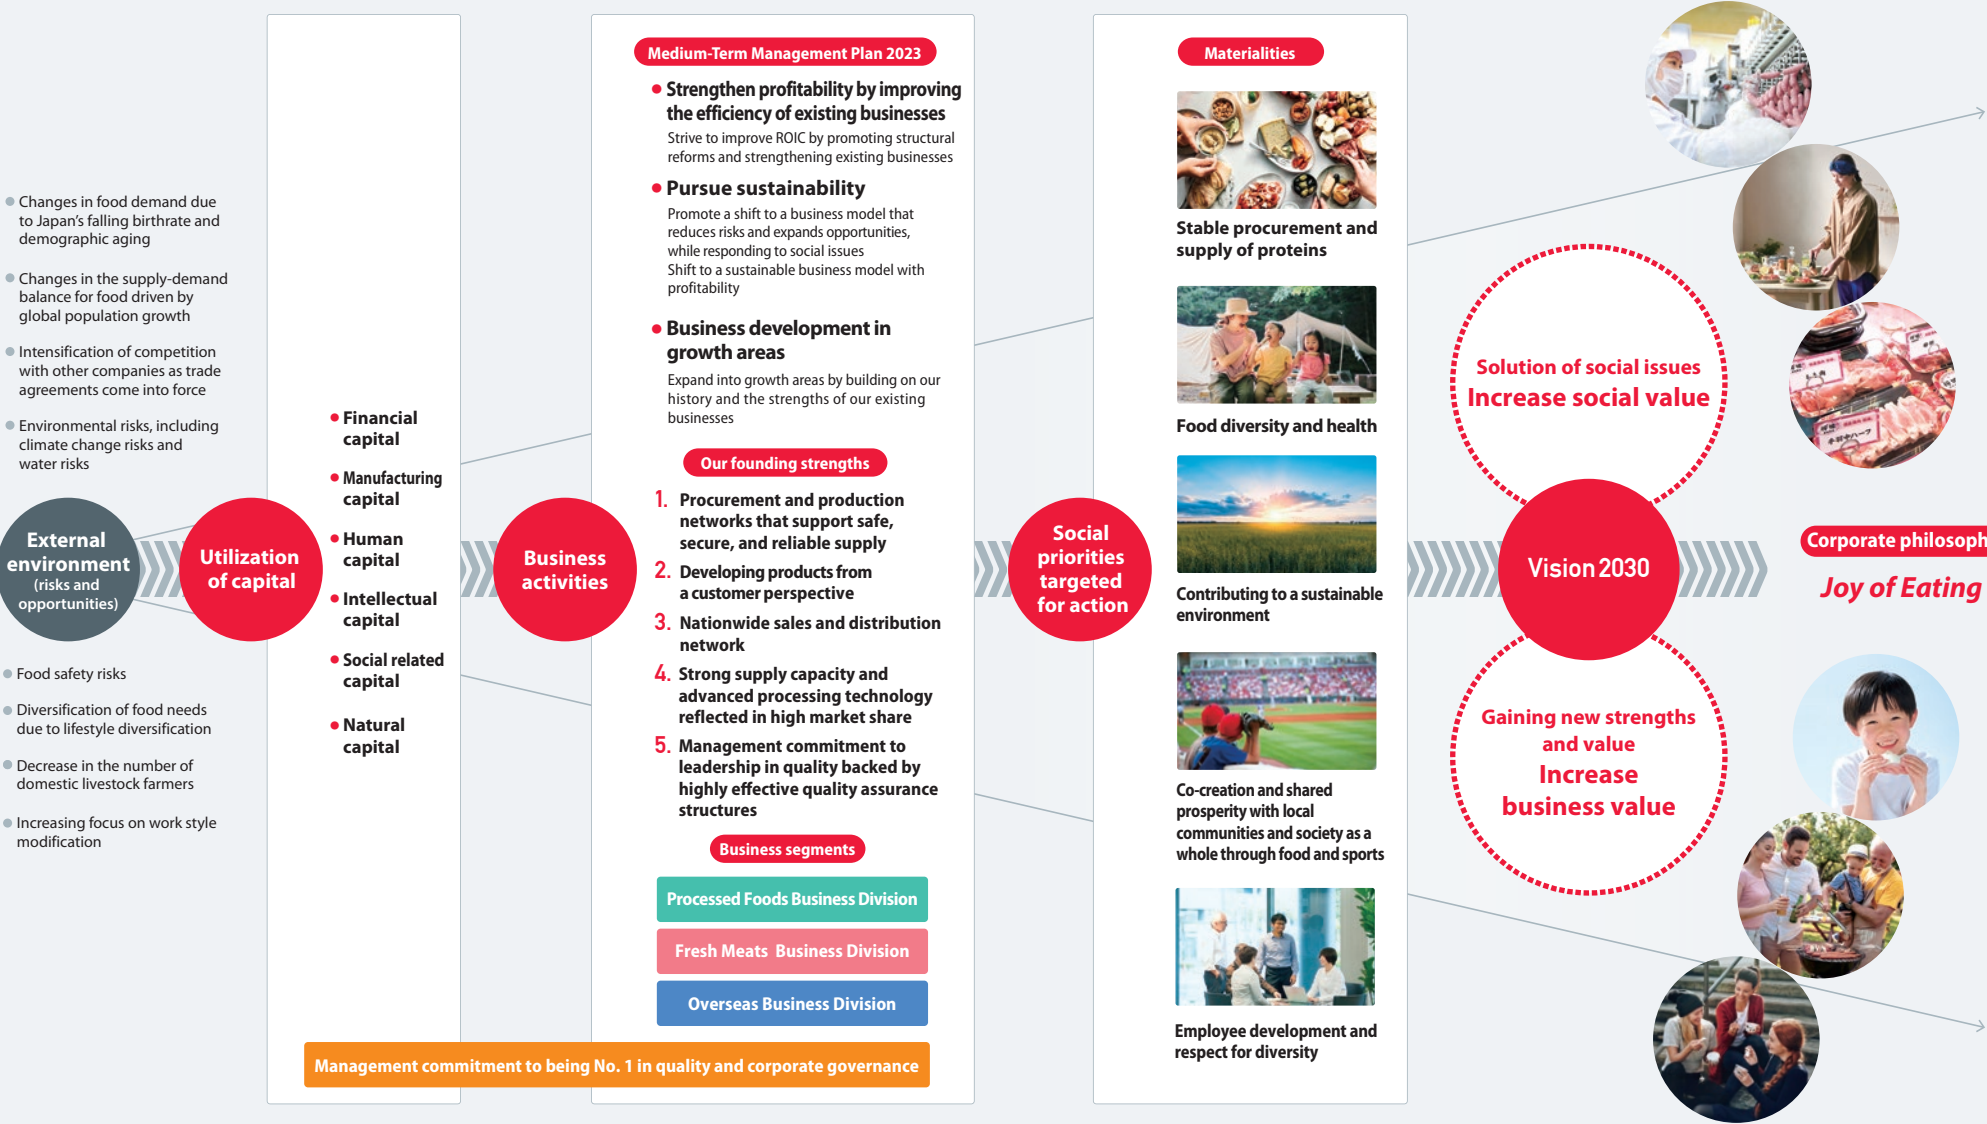 Changes in food demand due
to Japan's falling birthrate and
demographic aging
Changes in the supply-demand
balance for food driven by
global population growth
Intensification of competition
with other companies as trade
agreements come into force
Environmental risks, including
climate change risks and
water risks
External
environment
(risks and
opportunities)
Food safety risks
Diversification of food needs
due to lifestyle diversification
Decrease in the number of
domestic livestock farmers
Increasing focus on work style
modification
Utilization
of capital
Financial
capital
Manufacturing
capital
Human
capital
Intellectual
capital
Social related
capital
Natural
capital
Business
activities
Medium-Term Management Plan 2023
Strengthen profitability by improving
the efficiency of existing businesses
Strive to improve ROIC by promoting structural
reforms and strengthening existing businesses
Pursue sustainability
Promote a shift to a business model that
reduces risks and expands opportunities,
while responding to social issues
Shift to a sustainable business model with
profitability
Business development in
growth areas
Expand into growth areas by building on our
history and the strengths of our existing
businesses
Our founding strengths
1. Procurement and production
networks that support safe,
secure, and reliable supply
2. Developing products from
a customer perspective
3. Nationwide sales and distribution
network
4. Strong supply capacity and
advanced processing technology
reflected in high market share
5. Management commitment to
leadership in quality backed by
highly effective quality assurance
structures
Business segments
Processed Foods Business Division
Fresh Meats Business Division
Overseas Business Division
Management commitment to being No. 1 in quality and corporate governance
Social
priorities
targeted
for action
Materialities
Stable procurement and
supply of proteins
Food diversity and health
Contributing to a sustainable
environment
Co-creation and shared
prosperity with local
communities and society as a
whole through food and sports
Employee development and
respect for diversity
Solution of social issues
Increase social value
Vision 2030
Gaining new strengths
and value
Increase
business value
Corporate philosoph
Joy of Eating